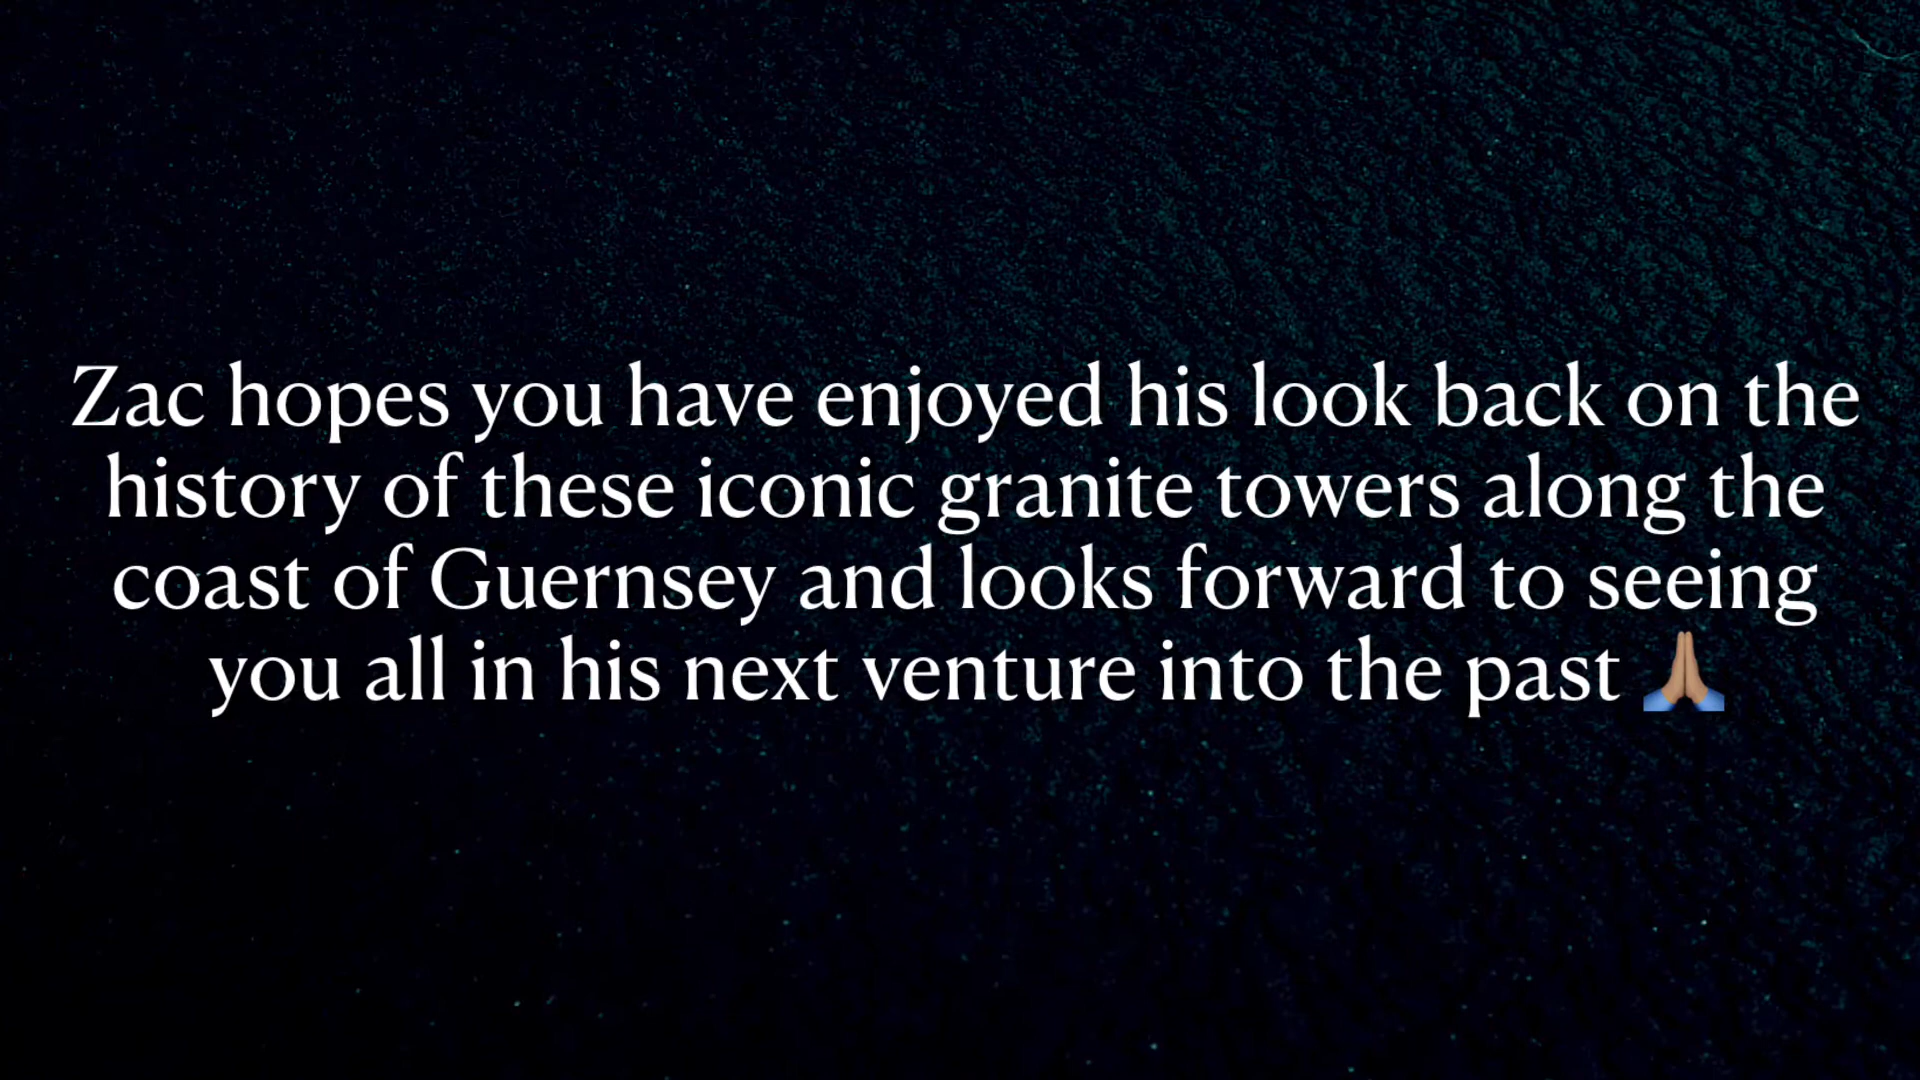 Zac hopes you have enjoyed his look back on the
history of these iconic granite towers along the
coast of Guernsey and looks forward to seeing
you all in his next venture into the past 🙏🏽